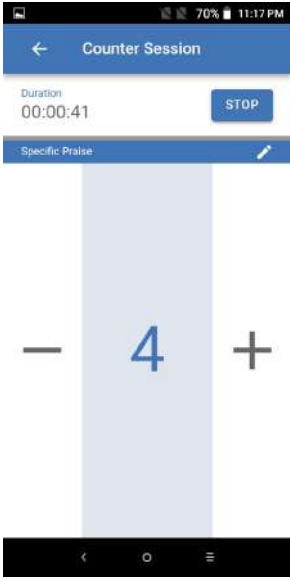 70% 11:17 PM
Counter Session
Duration
00:00:41
STOP
Specific Praise
4